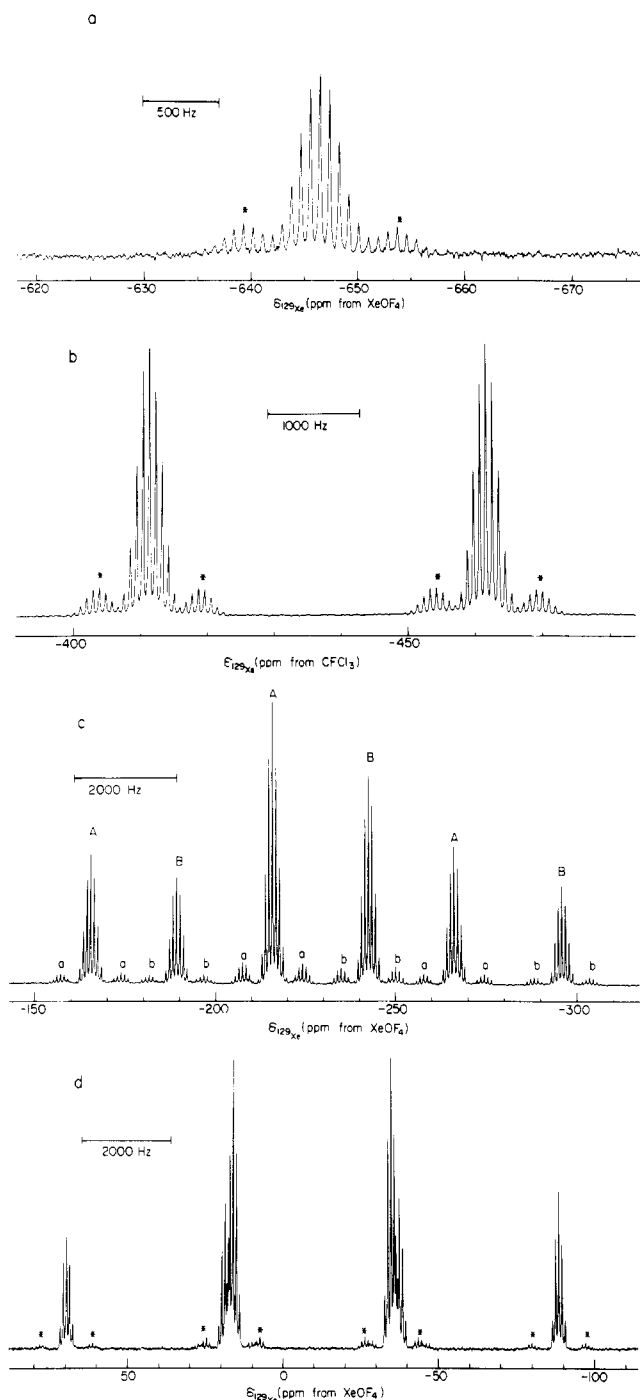 a
500 Hz
*
*
-620 -630 -640 -650 -660 -670
δ129Xe(ppm from XeOF4)
b
1000 Hz
* * * *
-400 -450
δ129Xe(ppm from CFCl3)
c
A
B
2000 Hz
A
A
B
B
a a b b a a b b a a b b
-150 -200 -250 -300
δ129Xe(ppm from XeOF4)
d
2000 Hz
* * * * * * * *
50 0 -50 -100
δ129Xe(ppm from XeOF4)